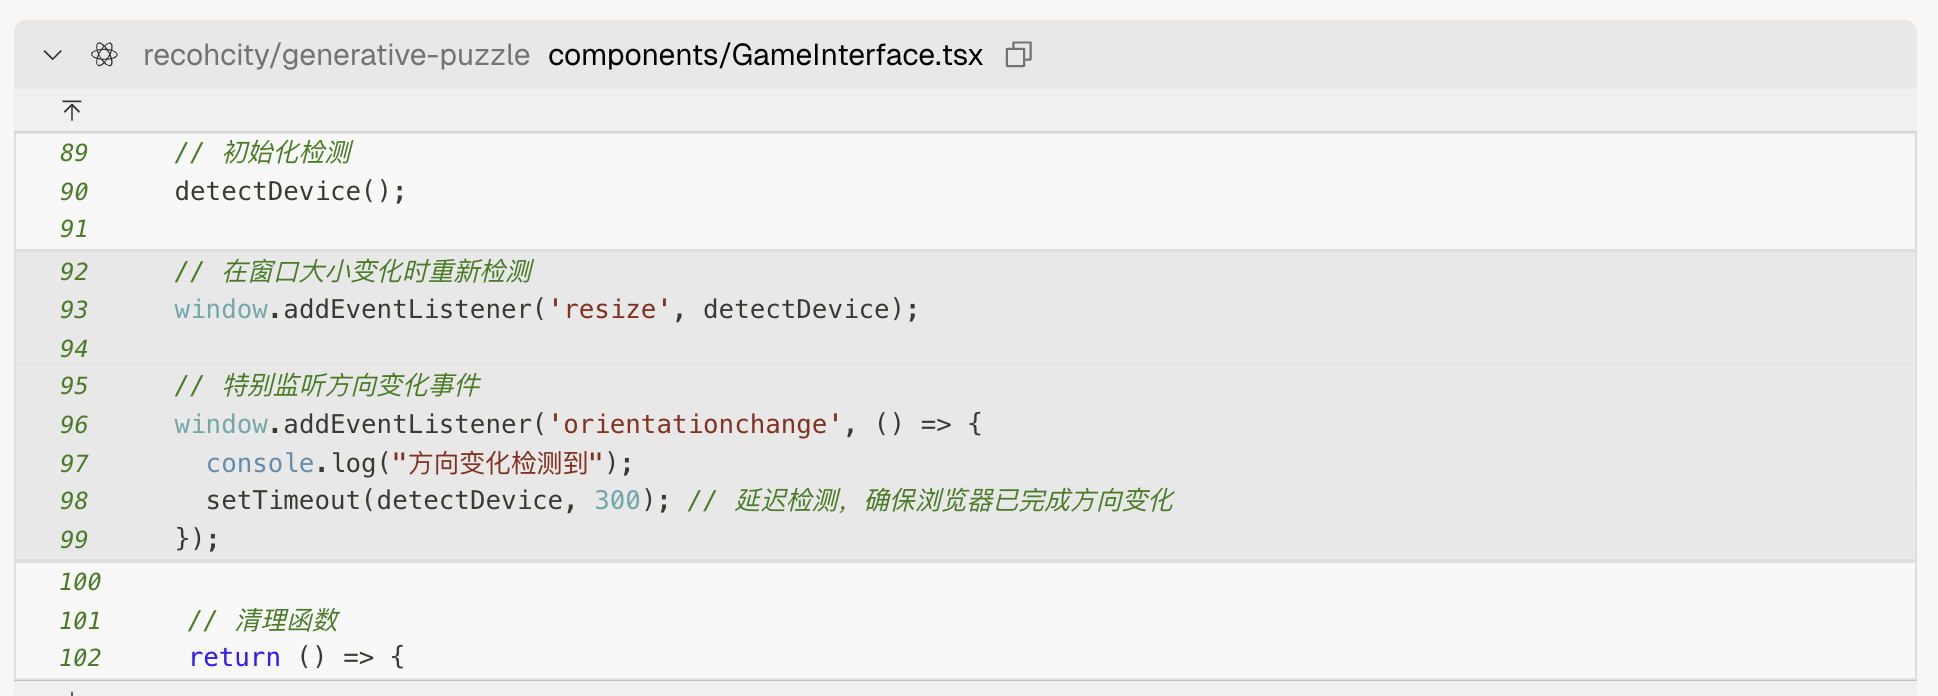 recohcity/generative-puzzle components/GameInterface.tsx
89 // 初始化检测
90 detectDevice();
91
92 // 在窗口大小变化时重新检测
93 window.addEventListener('resize', detectDevice);
94
95 // 特别监听方向变化事件
96 window.addEventListener('orientationchange', () => {
97 console.log("方向变化检测到");
98 setTimeout(detectDevice, 300); // 延迟检测，确保浏览器已完成方向变化
99 });
100
101 // 清理函数
102 return () => {